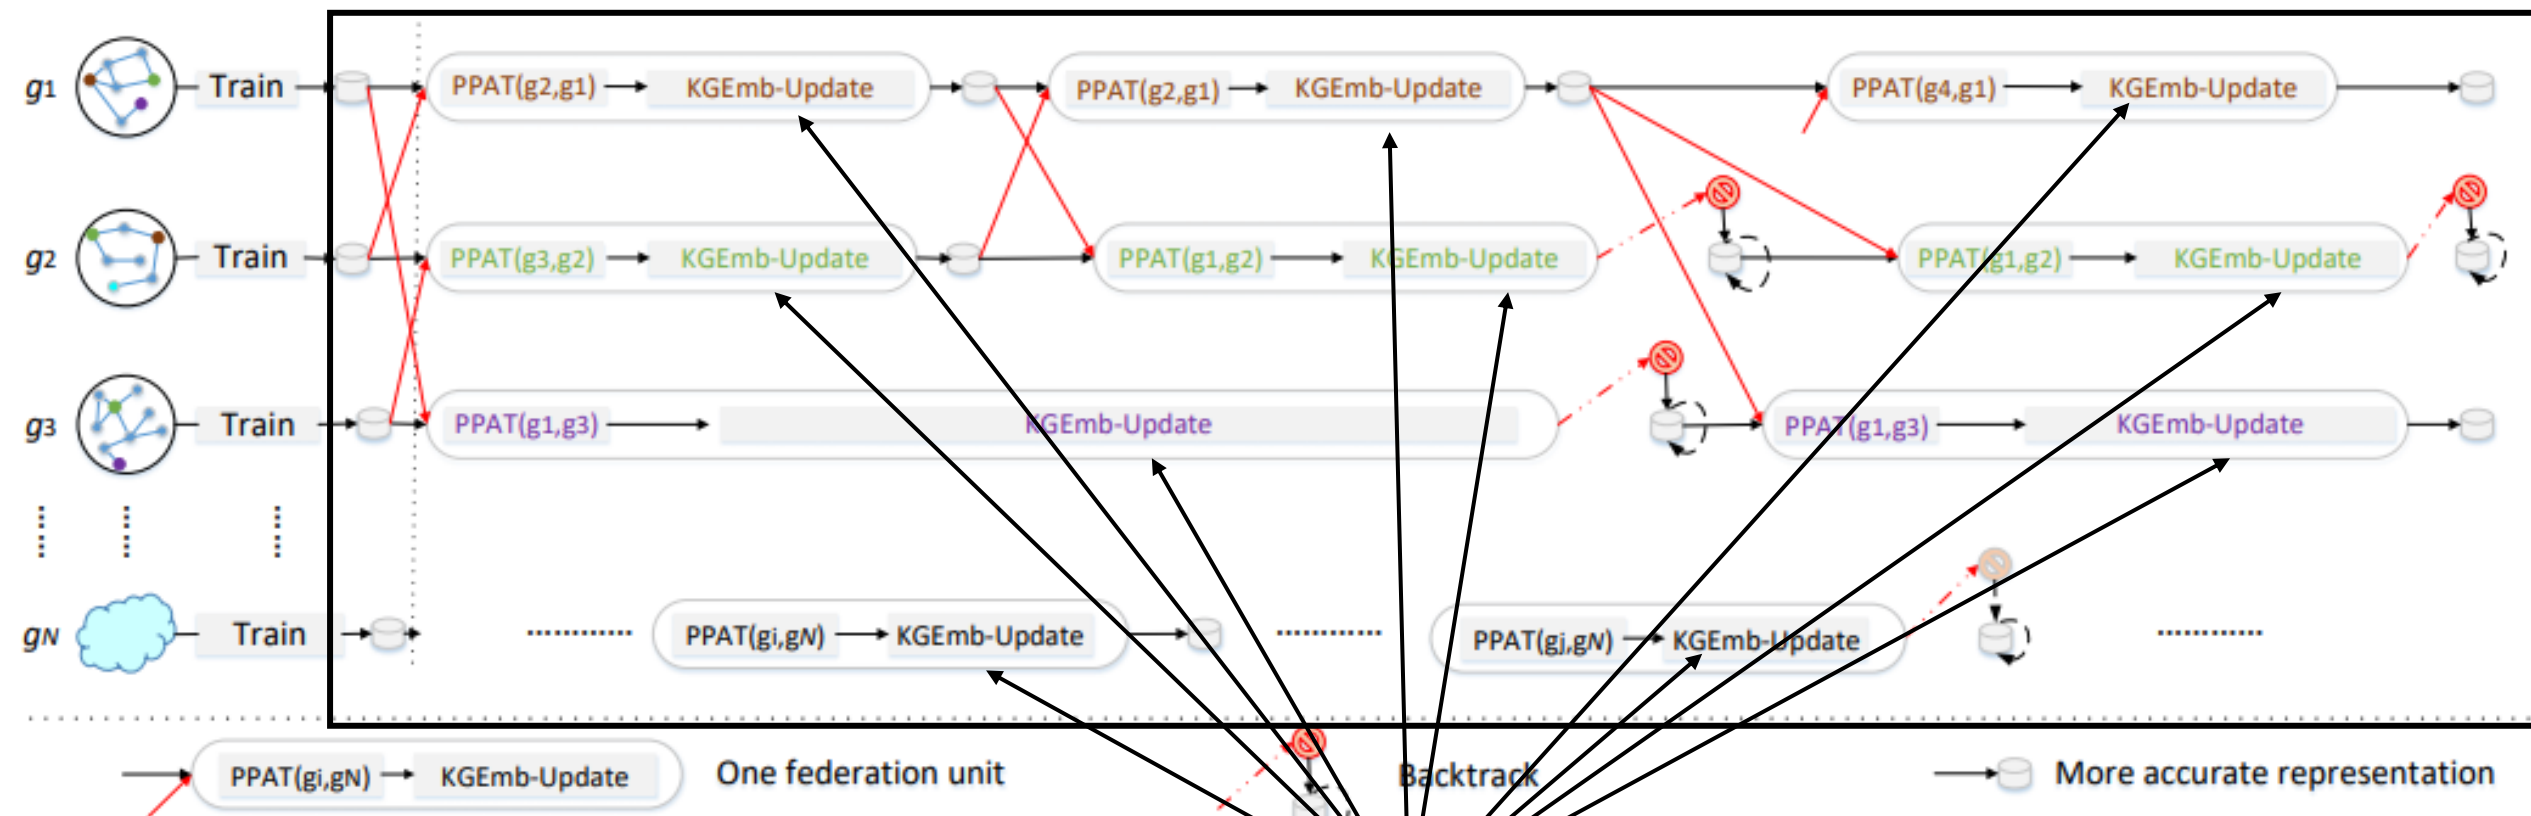 g1 Train PPAT(g2,g1) KGEmb-Update PPAT(g2,g1) KGEmb-Update PPAT(g4,g1) KGEmb-Update
g2 Train PPAT(g3,g2) KGEmb-Update PPAT(g1,g2) KGEmb-Update PPAT(g1,g2) KGEmb-Update
g3 Train PPAT(g1,g3) KGEmb-Update PPAT(g1,g3) KGEmb-Update
gN Train ············ PPAT(gi,gN) KGEmb-Update ············ PPAT(gj,gN) KGEmb-Update ············
PPAT(gi,gN) KGEmb-Update One federation unit Backtrack More accurate representation